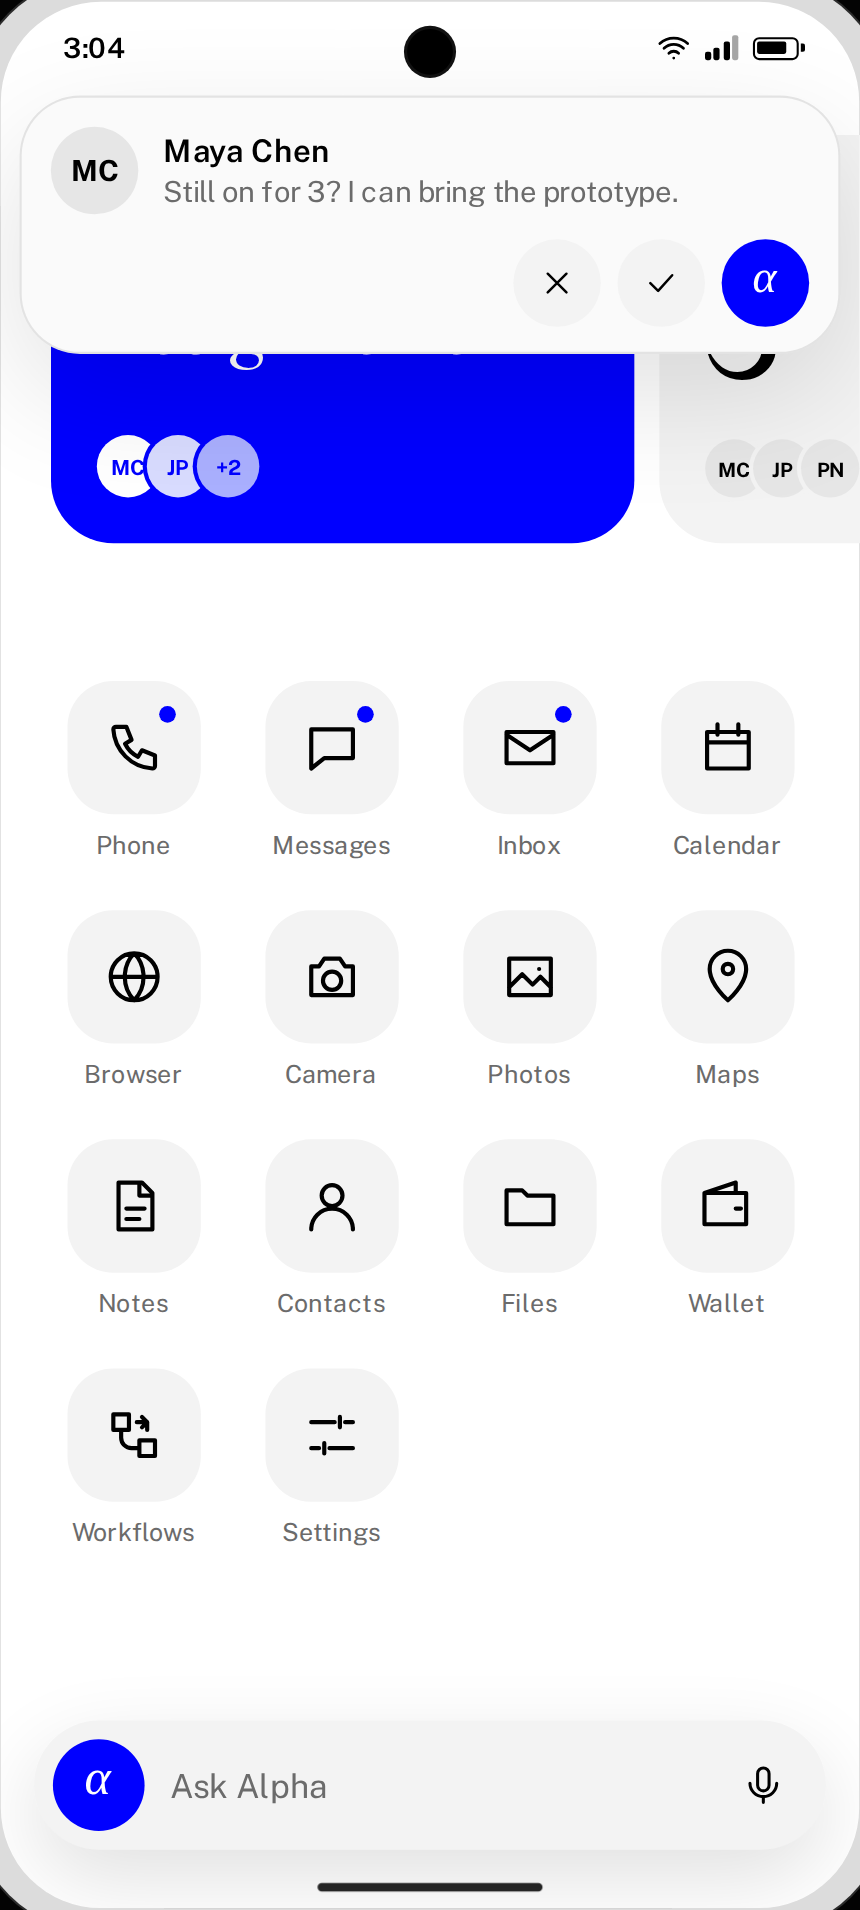 3:04
MC
Maya Chen
Still on for 3? I can bring the prototype.
α
MC JP +2
MC JP PN
Phone Messages Inbox Calendar
Browser Camera Photos Maps
Notes Contacts Files Wallet
Workflows Settings
α Ask Alpha